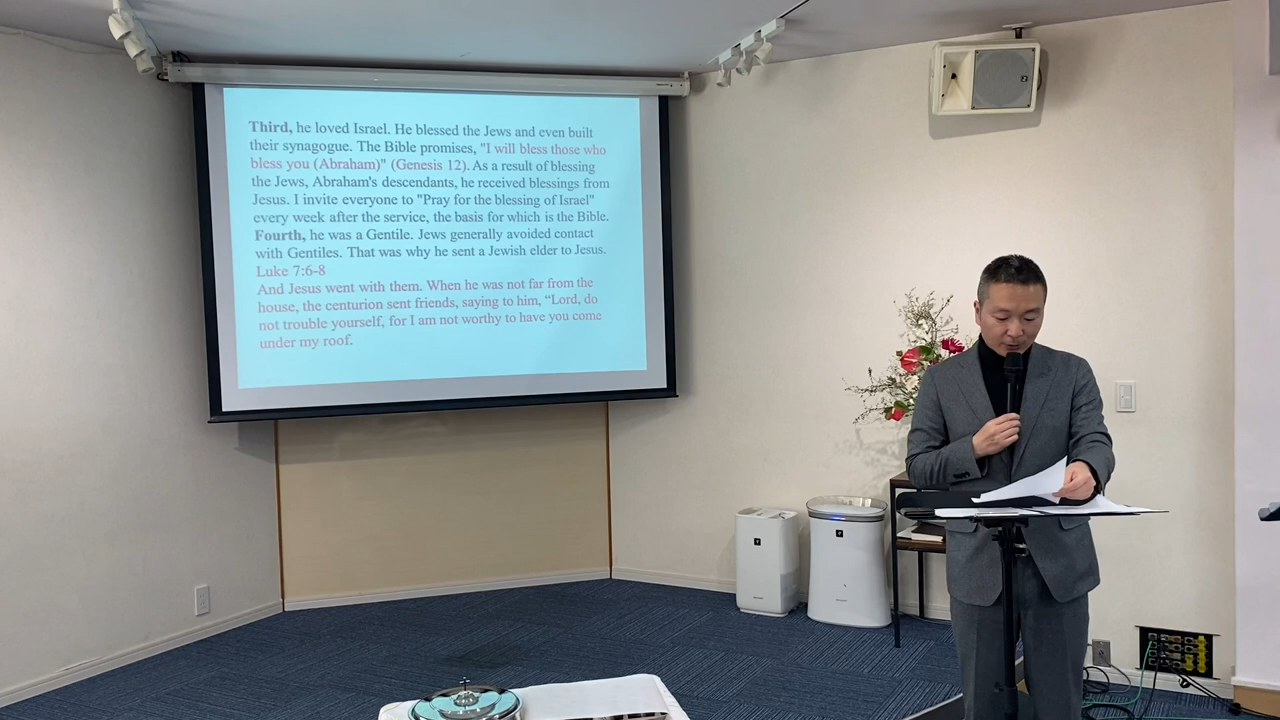 Third, he loved Israel. He blessed the Jews and even built
their synagogue. The Bible promises, "I will bless those who
bless you (Abraham)" (Genesis 12). As a result of blessing
the Jews, Abraham's descendants, he received blessings from
Jesus. I invite everyone to "Pray for the blessing of Israel"
every week after the service, the basis for which is the Bible.
Fourth, he was a Gentile. Jews generally avoided contact
with Gentiles. That was why he sent a Jewish elder to Jesus.
Luke 7:6-8
And Jesus went with them. When he was not far from the
house, the centurion sent friends, saying to him, “Lord, do
not trouble yourself, for I am not worthy to have you come
under my roof.